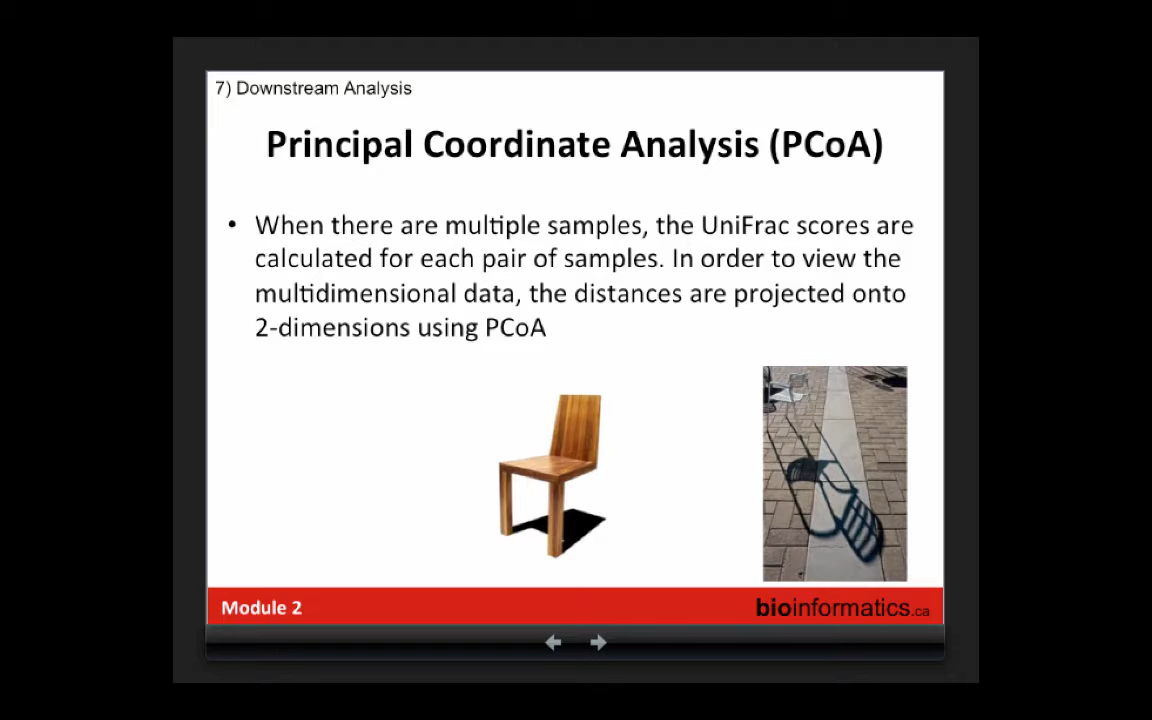 7) Downstream Analysis
Principal Coordinate Analysis (PCoA)
• When there are multiple samples, the UniFrac scores are
calculated for each pair of samples. In order to view the
multidimensional data, the distances are projected onto
2-dimensions using PCoA
Module 2
bioinformatics.ca